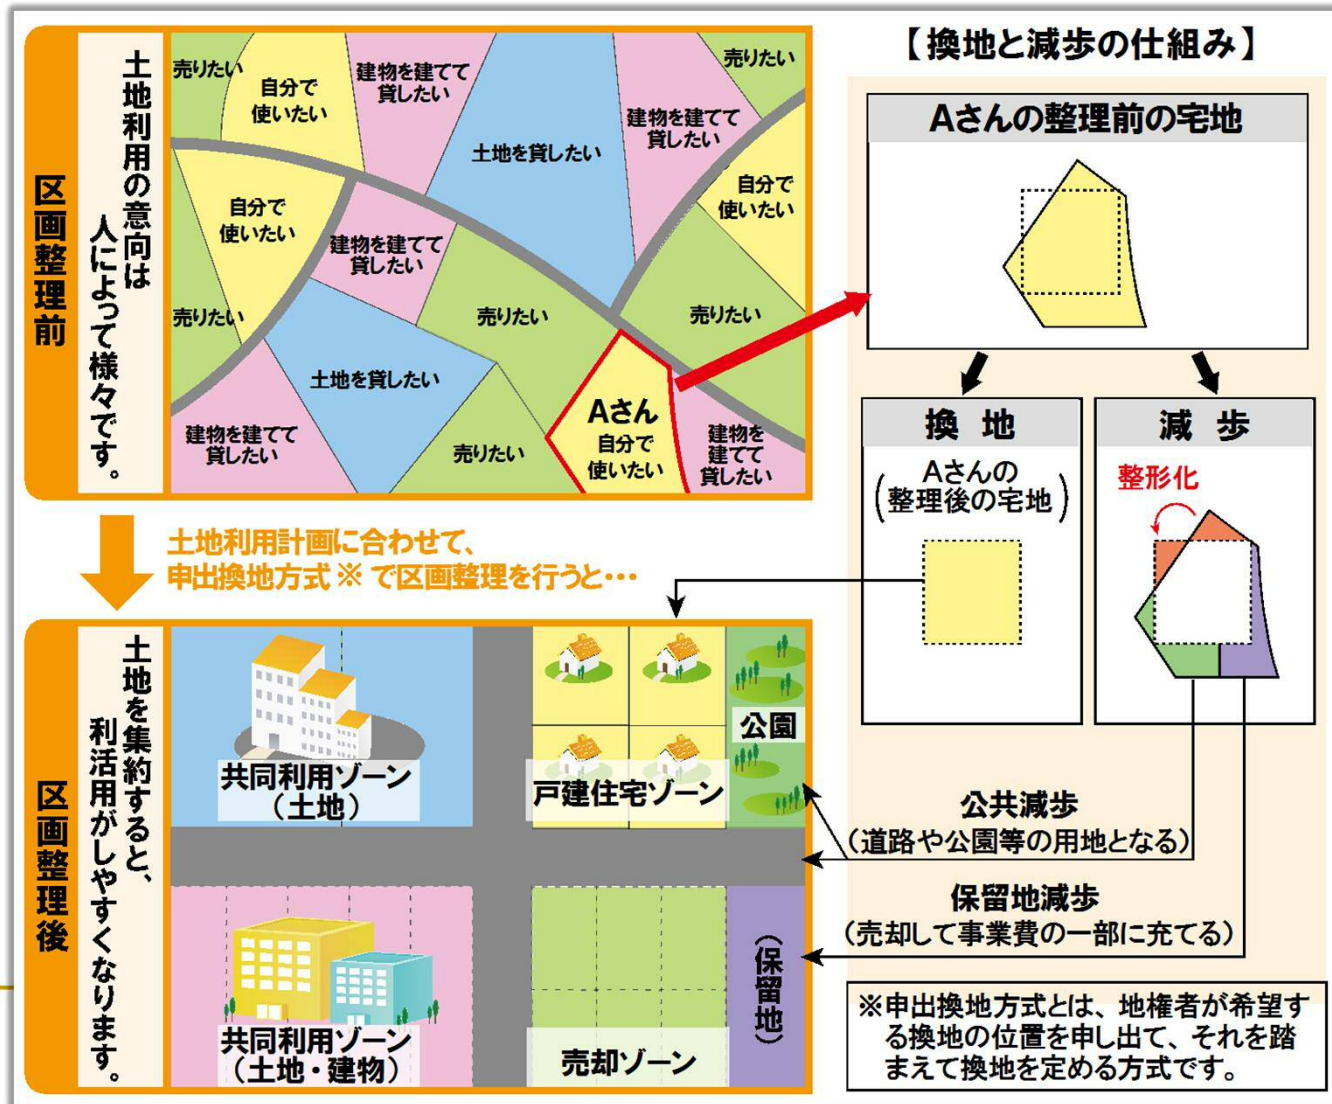 区画整理前
土地利用の意向は
人によって様々です。
売りたい
自分で
使いたい
建物を建てて
貸したい
土地を貸したい
建物を建てて
貸したい
売りたい
自分で
使いたい
自分で
使いたい
建物を建てて
貸したい
売りたい
売りたい
売りたい
土地を貸したい
建物を建てて
貸したい
売りたい
Aさん
自分で
使いたい
建物を
建てて
貸したい
土地利用計画に合わせて、
申出換地方式※で区画整理を行うと…
区画整理後
土地を集約すると、
利活用がしやすくなります。
共同利用ゾーン
(土地)
戸建住宅ゾーン
公園
共同利用ゾーン
(土地・建物)
売却ゾーン
(保留地)
【換地と減歩の仕組み】
Aさんの整理前の宅地
換 地
(Aさんの
整理後の宅地)
減 歩
整形化
公共減歩
(道路や公園等の用地となる)
保留地減歩
(売却して事業費の一部に充てる)
※申出換地方式とは、地権者が希望す
る換地の位置を申し出て、それを踏
まえて換地を定める方式です。